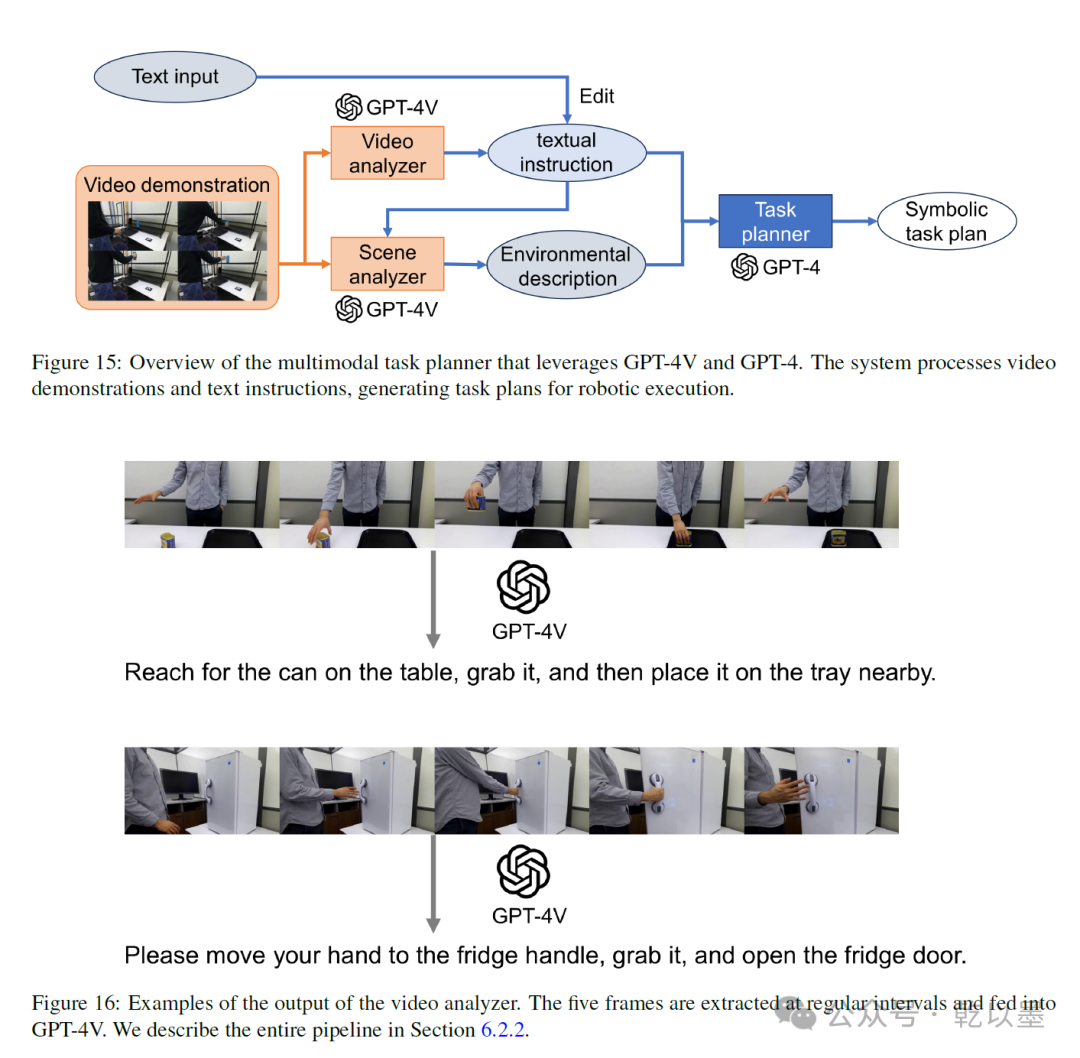 Text input
Edit
GPT-4V
Video
analyzer
textual
instruction
Video demonstration
Task
planner
Symbolic
task plan
Scene
analyzer
Environmental
description
GPT-4
GPT-4V
Figure 15: Overview of the multimodal task planner that leverages GPT-4V and GPT-4. The system processes video
demonstrations and text instructions, generating task plans for robotic execution.
GPT-4V
Reach for the can on the table, grab it, and then place it on the tray nearby.
GPT-4V
Please move your hand to the fridge handle, grab it, and open the fridge door.
Figure 16: Examples of the output of the video analyzer. The five frames are extracted at regular intervals and fed into
GPT-4V. We describe the entire pipeline in Section 6.2.2.
公众号 · 乾以墨